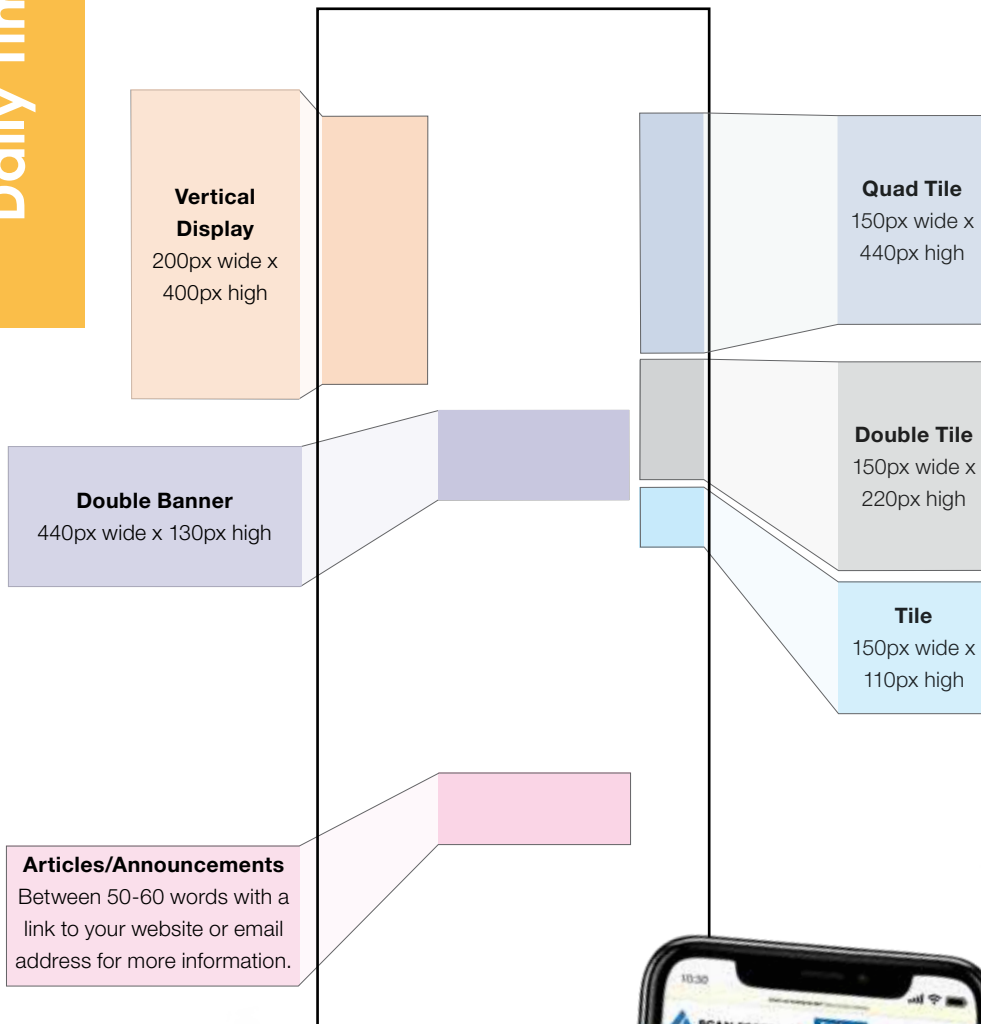 Daily
Vertical
Display
200px wide x
400px high
Quad Tile
150px wide x
440px high
Double Tile
150px wide x
220px high
Double Banner
440px wide x 130px high
Tile
150px wide x
110px high
Articles/Announcements
Between 50-60 words with a
link to your website or email
address for more information.
10:30